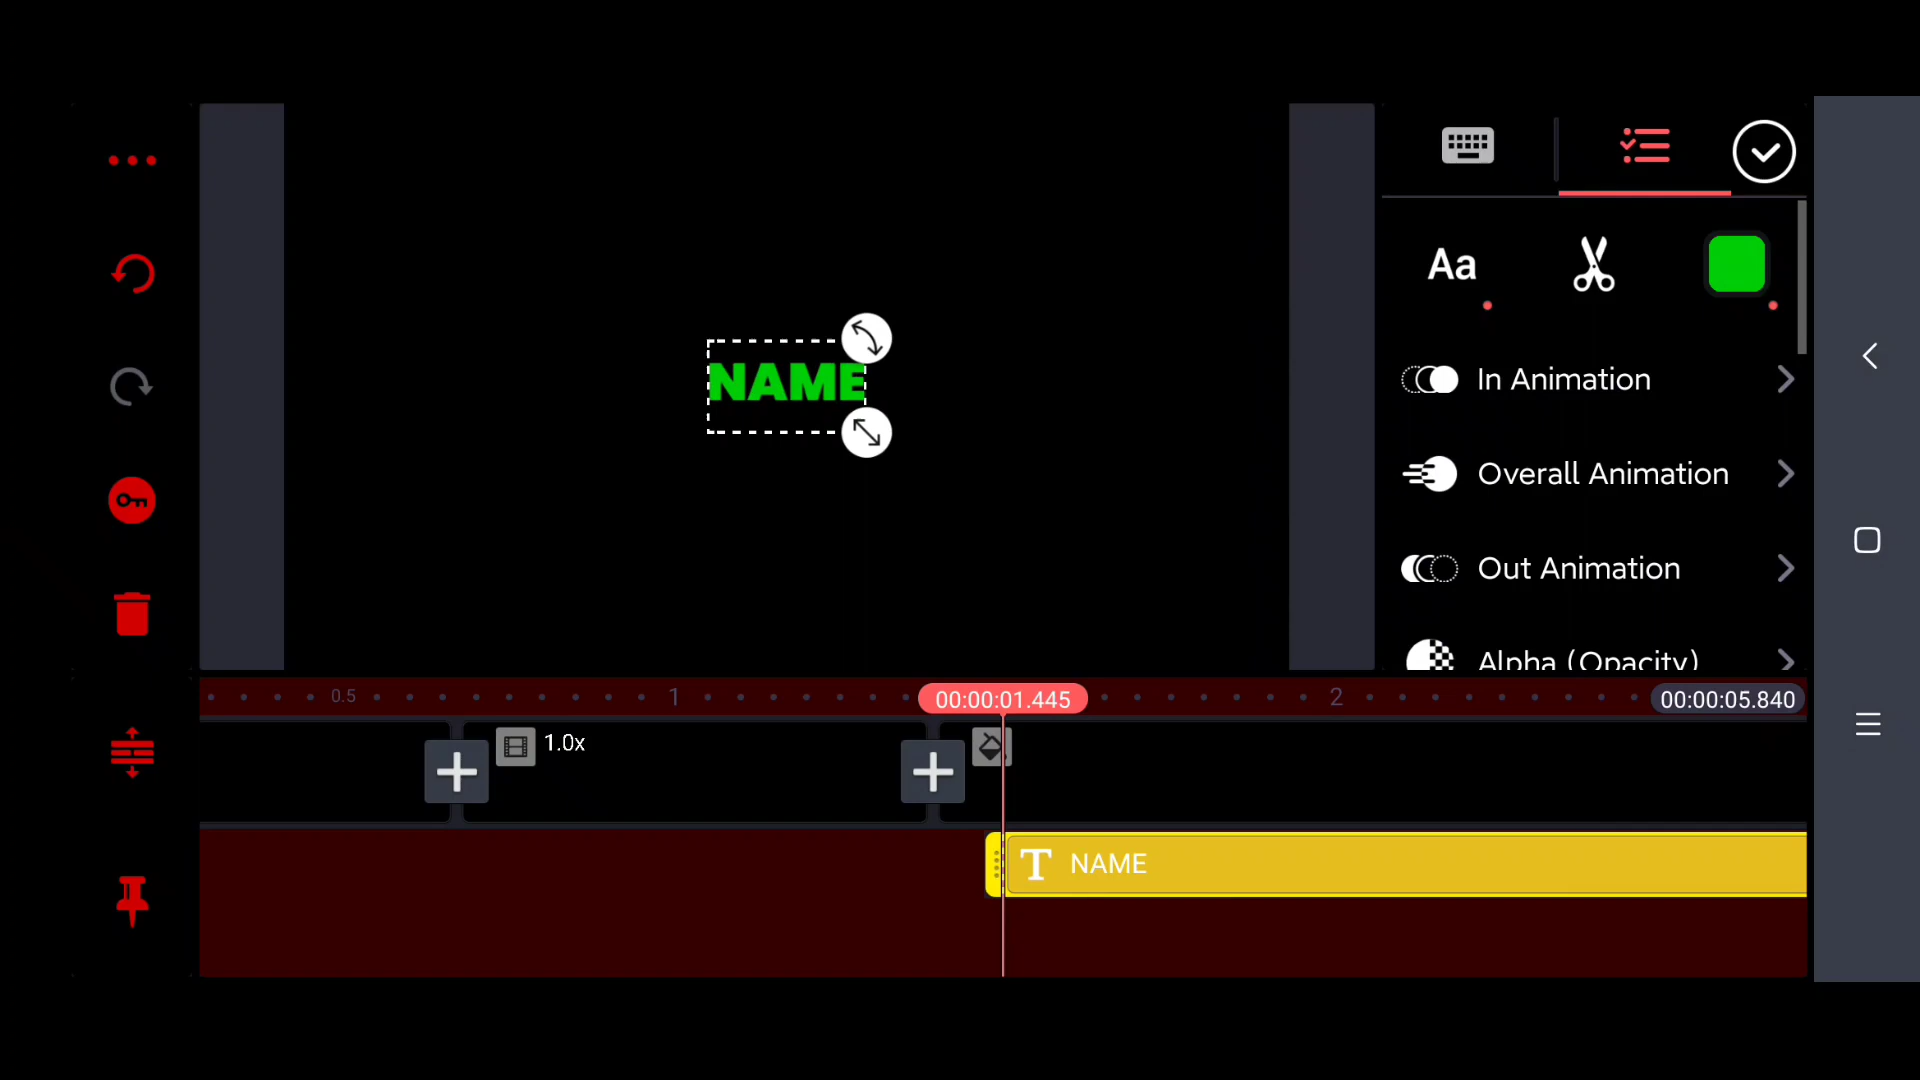 NAME
Aa
In Animation
Overall Animation
Out Animation
Alpha (Opacity)
0.5
1
00:00:01.445
2
00:00:05.840
1.0x
T NAME